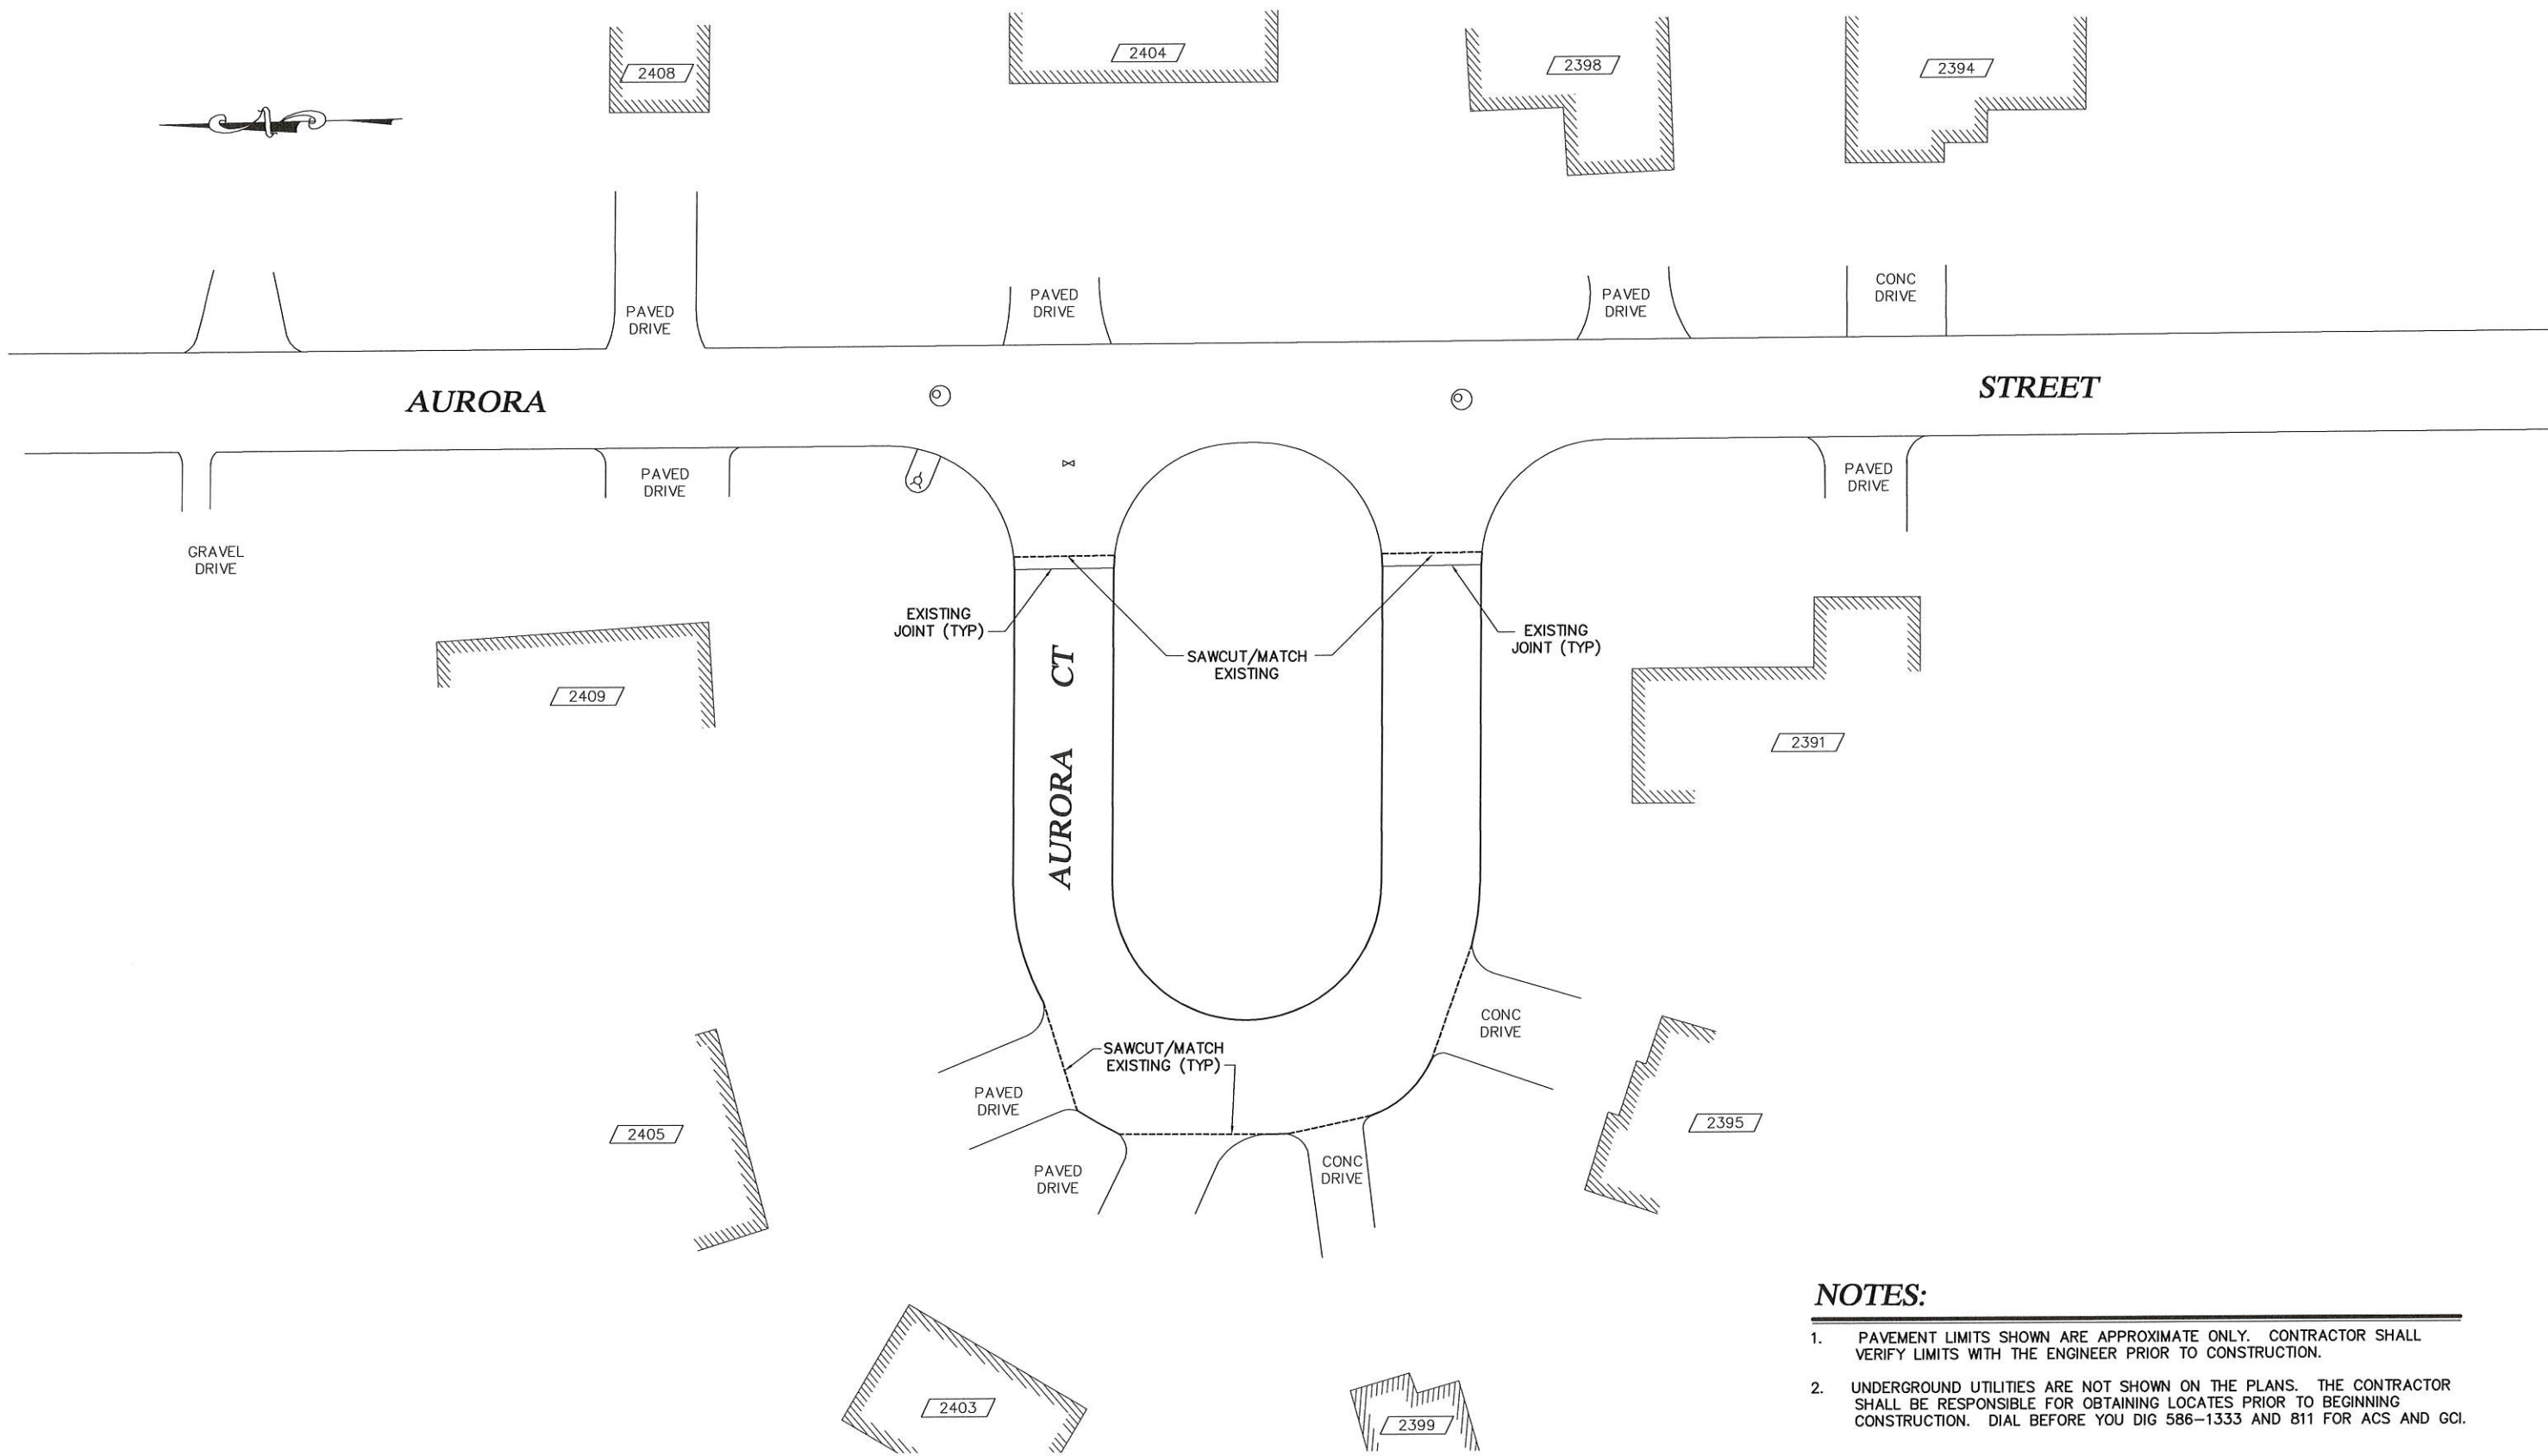 2408
2404
2398
2394
N
PAVED
DRIVE
PAVED
DRIVE
PAVED
DRIVE
CONC
DRIVE
AURORA
STREET
PAVED
DRIVE
PAVED
DRIVE
GRAVEL
DRIVE
EXISTING
JOINT (TYP)
SAWCUT/MATCH
EXISTING
EXISTING
JOINT (TYP)
AURORA CT
2409
2391
SAWCUT/MATCH
EXISTING (TYP)
CONC
DRIVE
PAVED
DRIVE
PAVED
DRIVE
CONC
DRIVE
2405
2395
2403
2399
NOTES:
1. PAVEMENT LIMITS SHOWN ARE APPROXIMATE ONLY. CONTRACTOR SHALL
VERIFY LIMITS WITH THE ENGINEER PRIOR TO CONSTRUCTION.
2. UNDERGROUND UTILITIES ARE NOT SHOWN ON THE PLANS. THE CONTRACTOR
SHALL BE RESPONSIBLE FOR OBTAINING LOCATES PRIOR TO BEGINNING
CONSTRUCTION. DIAL BEFORE YOU DIG 586-1333 AND 811 FOR ACS AND GCI.